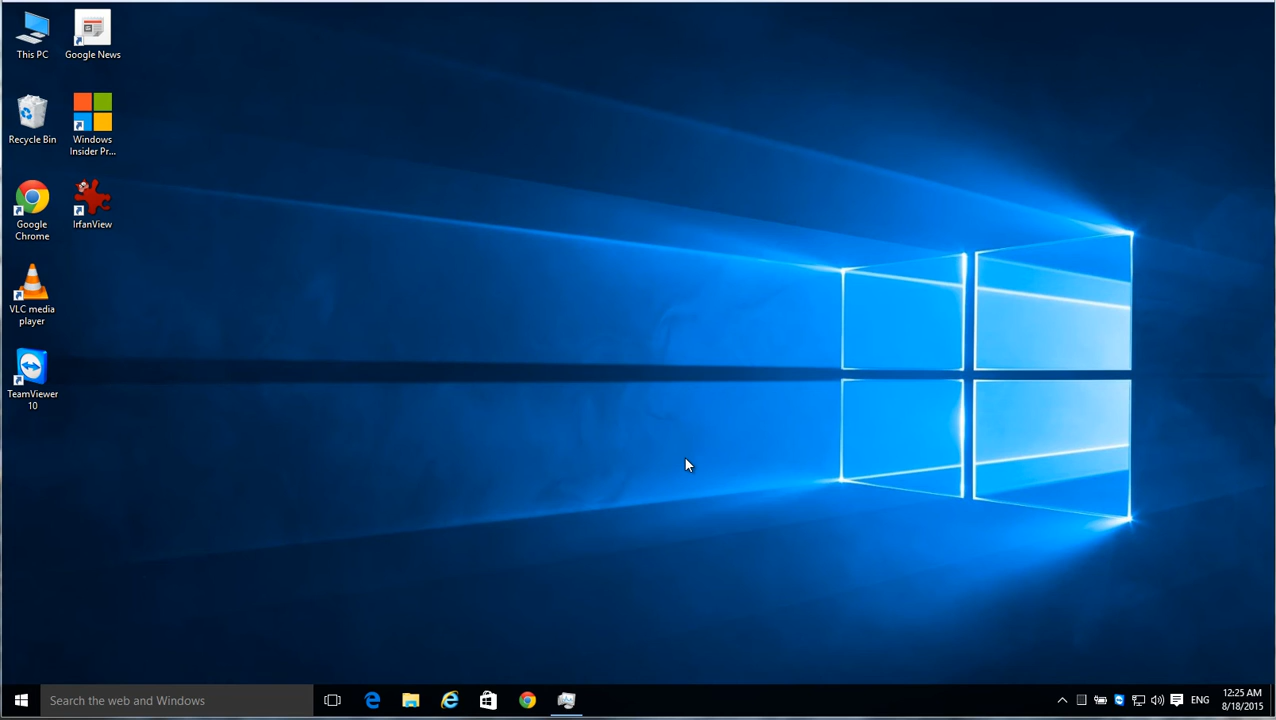 This PC
Google News
Recycle Bin
Windows
Insider Pr...
Google
Chrome
IrfanView
VLC media
player
TeamViewer
10
Search the web and Windows
ENG
12:25 AM
8/18/2015